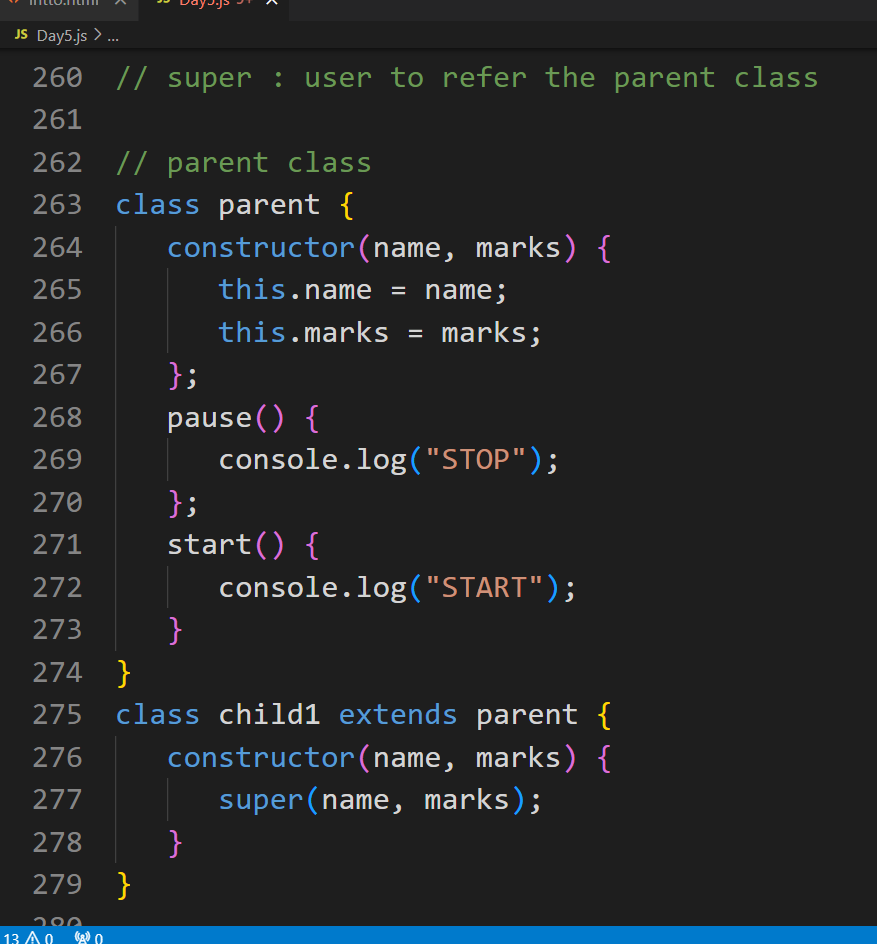 intto.html × JS Day5.js 9+ ×
JS Day5.js > ...
260 // super : user to refer the parent class
261
262 // parent class
263 class parent {
264 constructor(name, marks) {
265 this.name = name;
266 this.marks = marks;
267 };
268 pause() {
269 console.log("STOP");
270 };
271 start() {
272 console.log("START");
273 }
274 }
275 class child1 extends parent {
276 constructor(name, marks) {
277 super(name, marks);
278 }
279 }
280
13 0 0